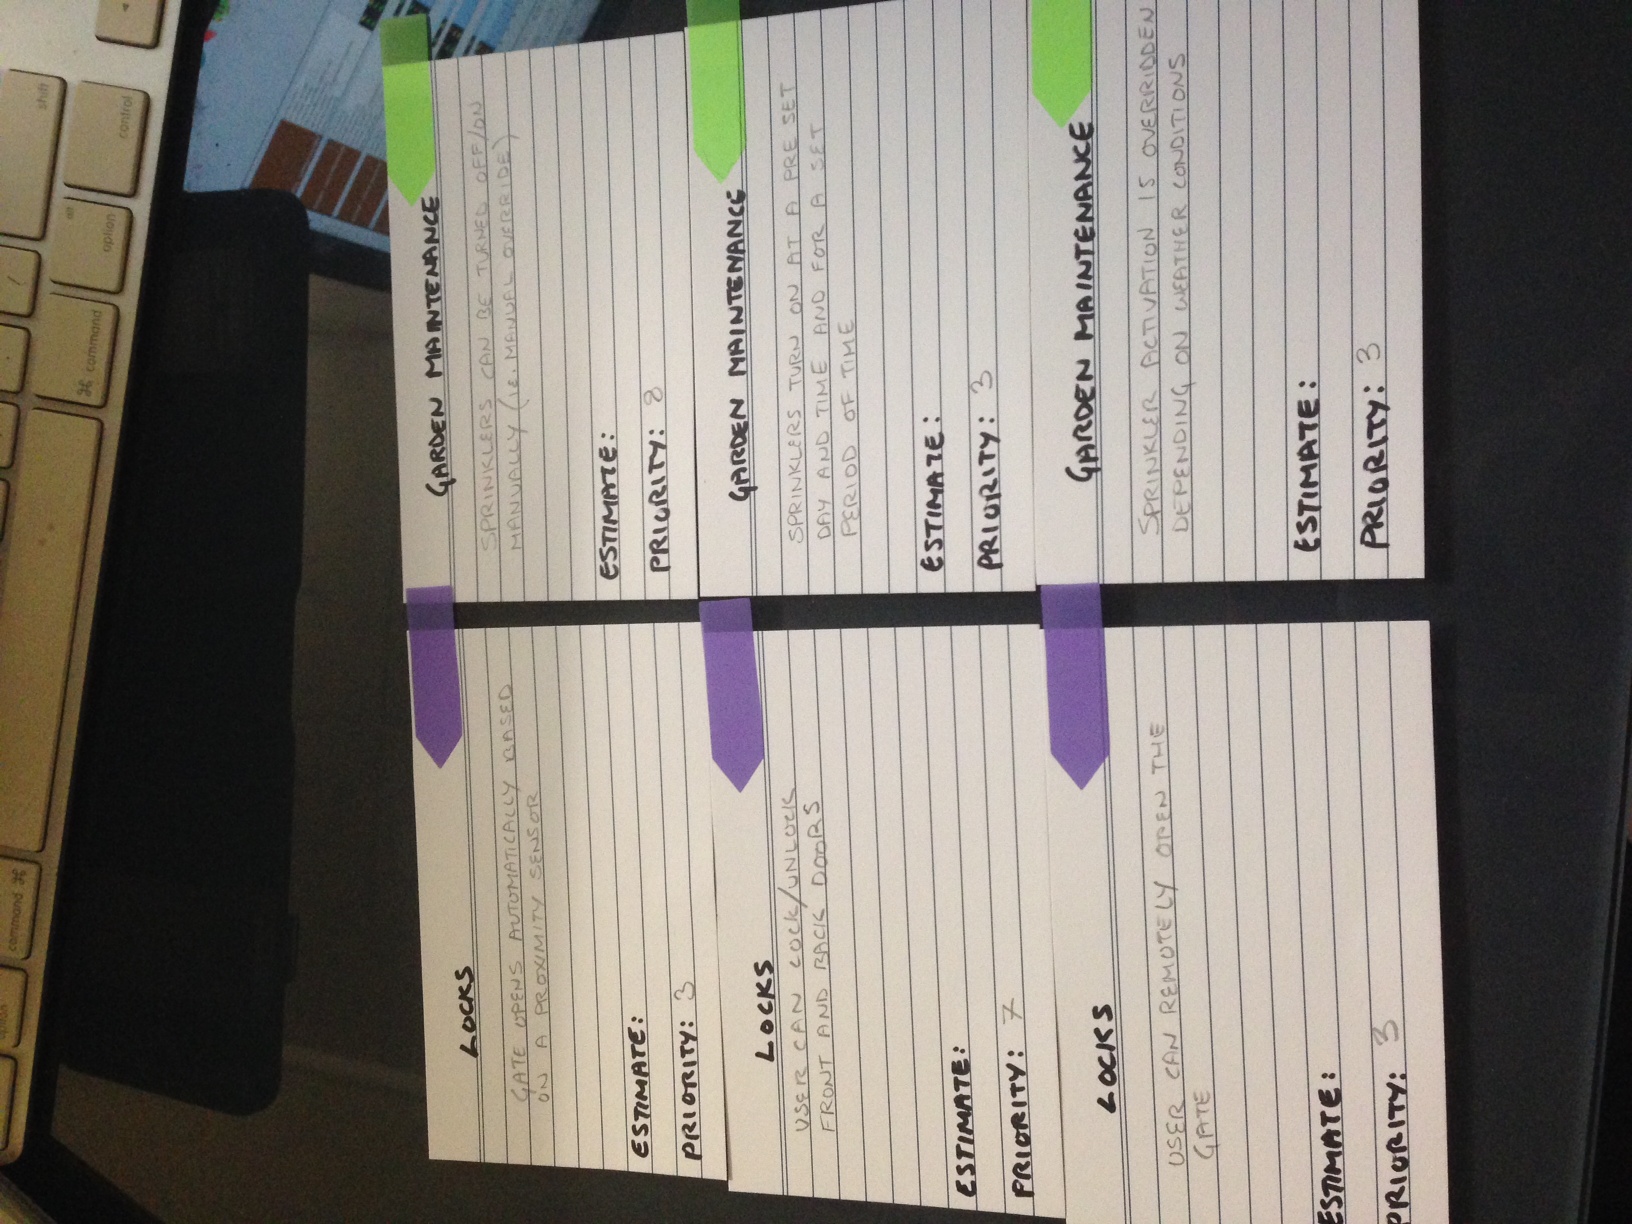 option
command ⌘
shift
⌘ command
alt
option
control
LOCKS
GATE OPENS AUTOMATICALLY BASED
ON A PROXIMITY SENSOR
ESTIMATE:
PRIORITY: 3
GARDEN MAINTENANCE
SPRINKLERS CAN BE TURNED OFF/ON
MANUALLY (IE. MANUAL OVERRIDE)
ESTIMATE:
PRIORITY: 8
LOCKS
USER CAN LOCK/UNLOCK
FRONT AND BACK DOORS
ESTIMATE:
PRIORITY: 7
GARDEN MAINTENANCE
SPRINKLERS TURN ON AT A PRE SET
DAY AND TIME AND FOR A SET
PERIOD OF TIME
ESTIMATE:
PRIORITY: 3
LOCKS
USER CAN REMOTELY OPEN THE
GATE
ESTIMATE:
PRIORITY: 3
GARDEN MAINTENANCE
SPRINKLER ACTIVATION IS OVERRIDDEN
DEPENDING ON WEATHER CONDITIONS
ESTIMATE:
PRIORITY: 3